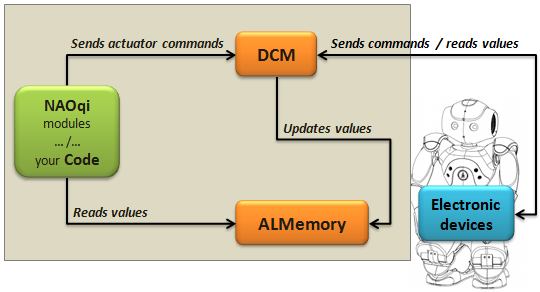 Sends actuator commands
DCM
Sends commands / reads values
NAOqi
modules
... /...
your Code
Updates values
Reads values
ALMemory
Electronic
devices